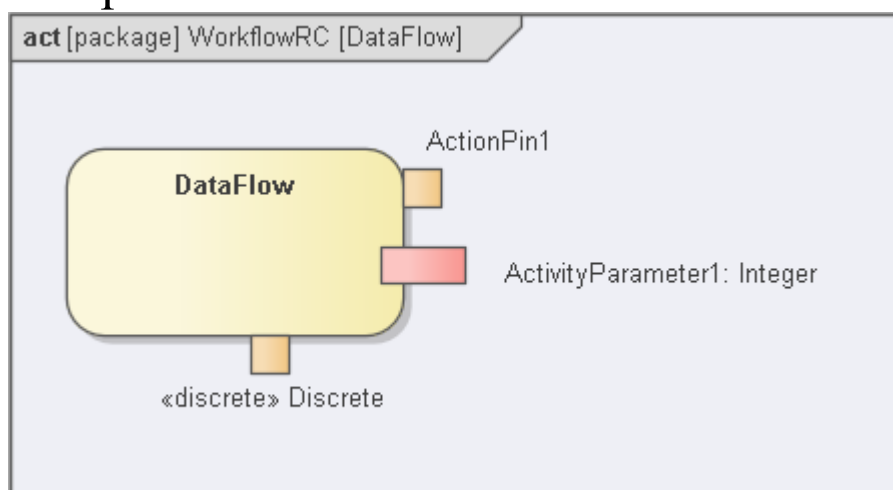 act [package] WorkflowRC [DataFlow]
ActionPin1
DataFlow
ActivityParameter1: Integer
«discrete» Discrete